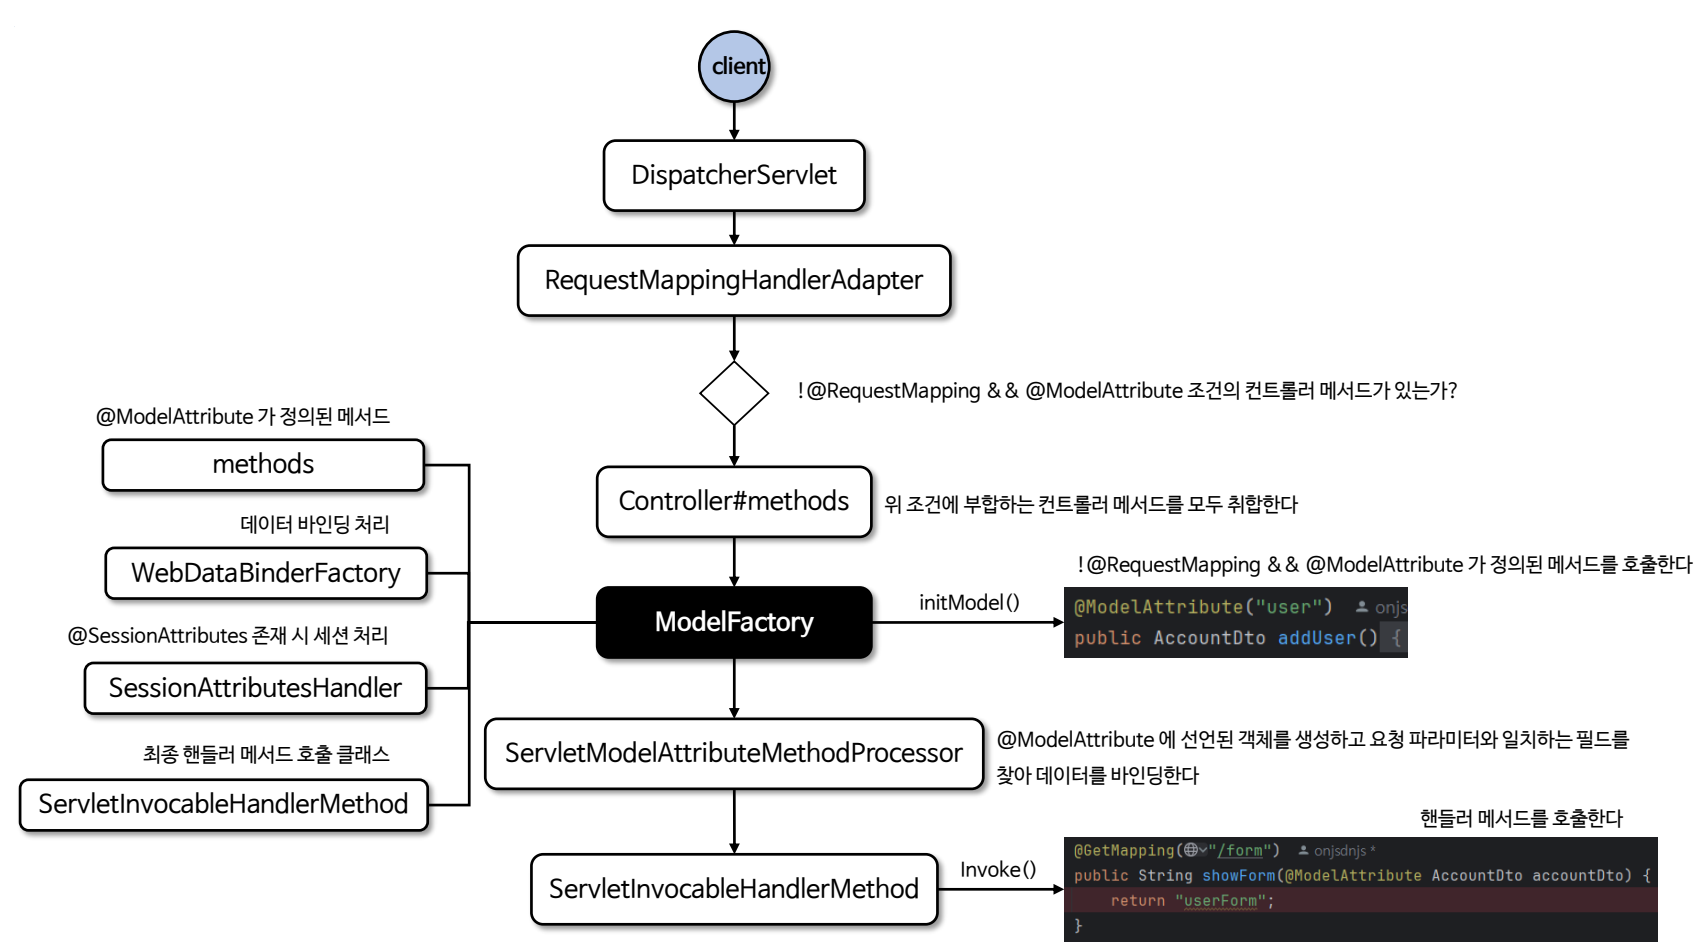 client
DispatcherServlet
RequestMappingHandlerAdapter
!@RequestMapping && @ModelAttribute 조건의 컨트롤러 메서드가 있는가?
@ModelAttribute 가 정의된 메서드
methods
Controller#methods
위 조건에 부합하는 컨트롤러 메서드를 모두 취합한다
데이터 바인딩 처리
WebDataBinderFactory
!@RequestMapping && @ModelAttribute 가 정의된 메서드를 호출한다
ModelFactory
initModel()
@ModelAttribute("user") onjs
public AccountDto addUser() {
@SessionAttributes 존재 시 세션 처리
SessionAttributesHandler
ServletModelAttributeMethodProcessor
@ModelAttribute 에 선언된 객체를 생성하고 요청 파라미터와 일치하는 필드를
찾아 데이터를 바인딩한다
최종 핸들러 메서드 호출 클래스
ServletInvocableHandlerMethod
핸들러 메서드를 호출한다
ServletInvocableHandlerMethod
Invoke()
@GetMapping("/form") onjsdnjs *
public String showForm(@ModelAttribute AccountDto accountDto) {
return "userForm";
}